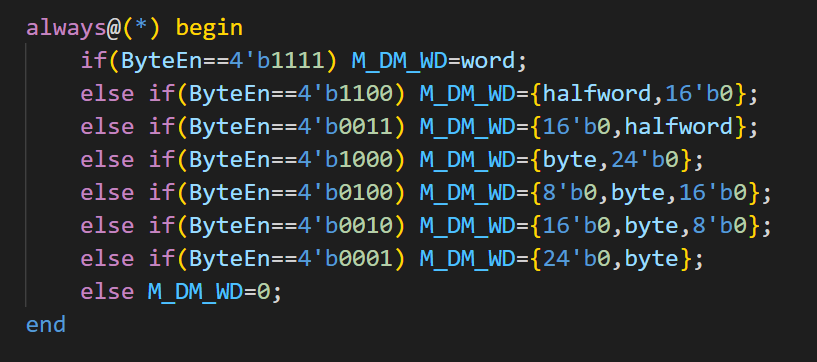 always@(*) begin
    if(ByteEn==4'b1111) M_DM_WD=word;
    else if(ByteEn==4'b1100) M_DM_WD={halfword,16'b0};
    else if(ByteEn==4'b0011) M_DM_WD={16'b0,halfword};
    else if(ByteEn==4'b1000) M_DM_WD={byte,24'b0};
    else if(ByteEn==4'b0100) M_DM_WD={8'b0,byte,16'b0};
    else if(ByteEn==4'b0010) M_DM_WD={16'b0,byte,8'b0};
    else if(ByteEn==4'b0001) M_DM_WD={24'b0,byte};
    else M_DM_WD=0;
end